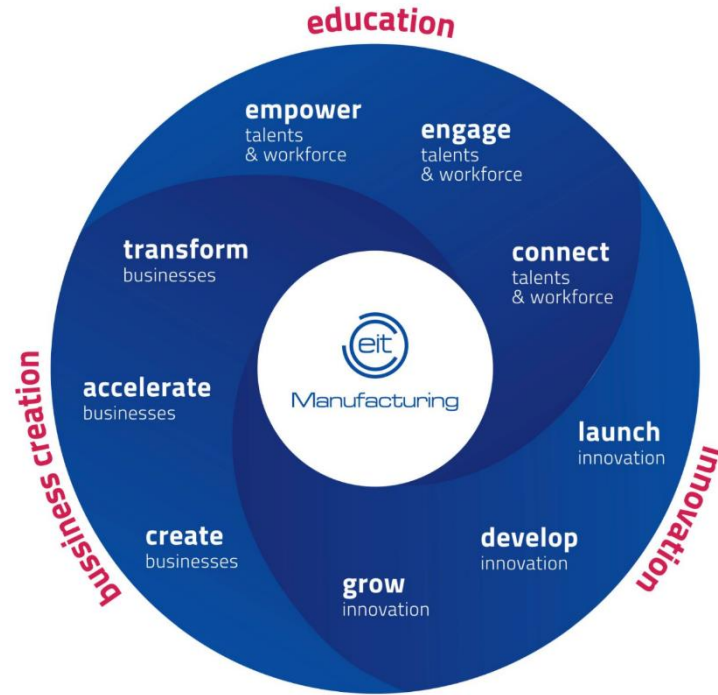 education
empower
talents
& workforce
engage
talents
& workforce
connect
talents
& workforce
launch
innovation
develop
innovation
grow
innovation
innovation
create
businesses
accelerate
businesses
transform
businesses
bussiness creation
eit
Manufacturing